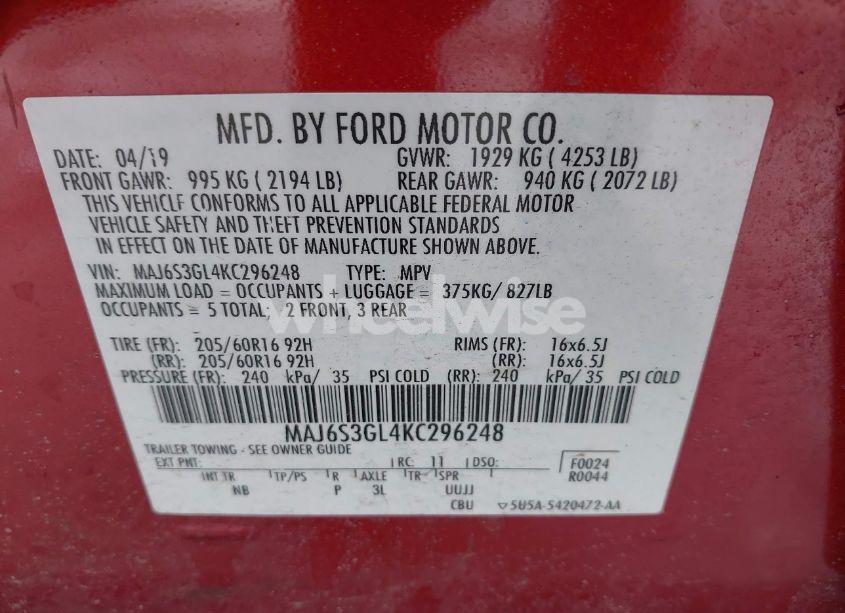 MFD. BY FORD MOTOR CO.
DATE: 04/19 GVWR: 1929 KG ( 4253 LB)
FRONT GAWR: 995 KG ( 2194 LB) REAR GAWR: 940 KG ( 2072 LB)
THIS VEHICLE CONFORMS TO ALL APPLICABLE FEDERAL MOTOR
VEHICLE SAFETY AND THEFT PREVENTION STANDARDS
IN EFFECT ON THE DATE OF MANUFACTURE SHOWN ABOVE.
VIN: MAJ6S3GL4KC296248 TYPE: MPV
MAXIMUM LOAD = OCCUPANTS + LUGGAGE = 375KG/ 827LB
OCCUPANTS = 5 TOTAL; 2 FRONT, 3 REAR
wheelwise
TIRE (FR): 205/60R16 92H RIMS (FR): 16x6.5J
(RR): 205/60R16 92H (RR): 16x6.5J
PRESSURE (FR): 240 kPa/ 35 PSI COLD (RR): 240 kPa/ 35 PSI COLD
MAJ6S3GL4KC296248
TRAILER TOWING - SEE OWNER GUIDE
EXT PNT: RC: 11 DSO: F0024
INT TR TP/PS R AXLE TR SPR R0044
NB P 3L UUJJ
CBU 5U5A-5420472-AA